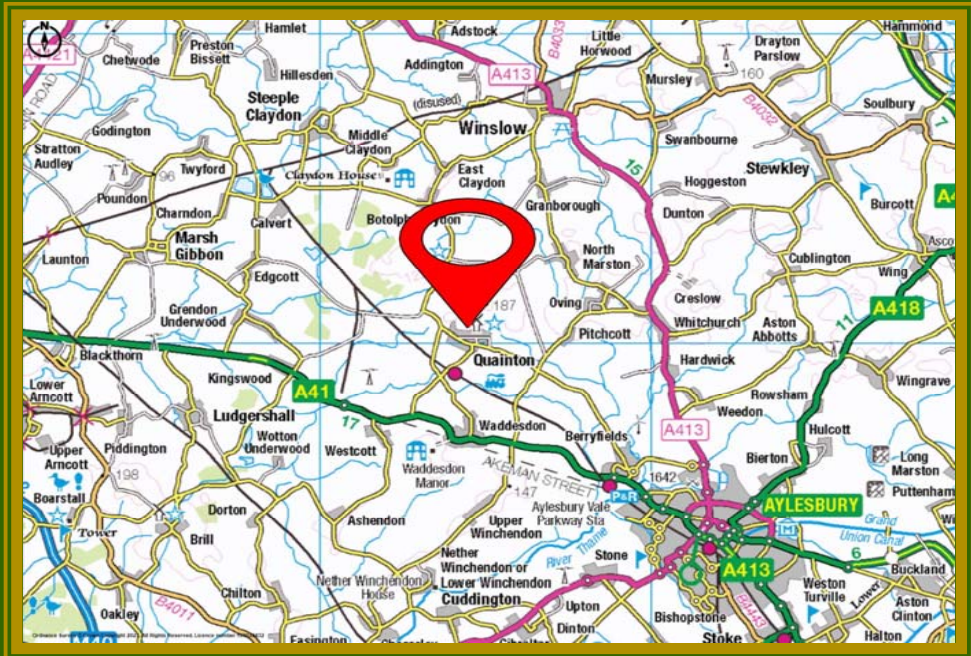 N
Hamlet
Adstock
Little
Horwood
Hammond
A4421
Chetwode
Preston
Bissett
Addington
B4033
Drayton
Parslow
Hillesden
A413
Mursley
160
(disused)
Steeple
Claydon
B4032
Soulbury
Godington
Winslow
7
Middle
Claydon
Swanbourne
Stratton
Audley
Twyford
96
East
Claydon
15
Stewkley
Claydon House
Hoggeston
Poundon
Granborough
Charndon
Calvert
Dunton
Burcott
Marsh
Gibbon
North
Marston
Launton
Cublington
Edgcott
Wing
Creslow
Grendon
Underwood
187
Oving
A418
Pitchcott
Whitchurch
Aston
Abbotts
11
Blackthorn
Quainton
Hardwick
Wingrave
Lower
Arncott
Kingswood
A41
Rowsham
Ludgershall
17
Waddesdon
Weedon
Hulcott
Berryfields
A413
Upper
Arncott
Piddington
Wotton
Underwood
Westcott
Bierton
Long
Marston
Waddesdon
Manor
AKEMAN STREET
1642
198
147
P&R
Puttenham
Boarstall
AYLESBURY
Dorton
Aylesbury Vale
Parkway Sta
Tower
Ashendon
Upper
Winchendon
Grand
Union Canal
Brill
River Thame
Stone
6
Nether
Winchendon or
Lower Winchendon
A413
Buckland
Nether Winchendon
House
Weston
Turville
Lower
Chilton
Cuddington
Upton
B4443
Aston
Clinton
Oakley
B4011
Bishopstone
Dinton
Halton
Easington
Stoke